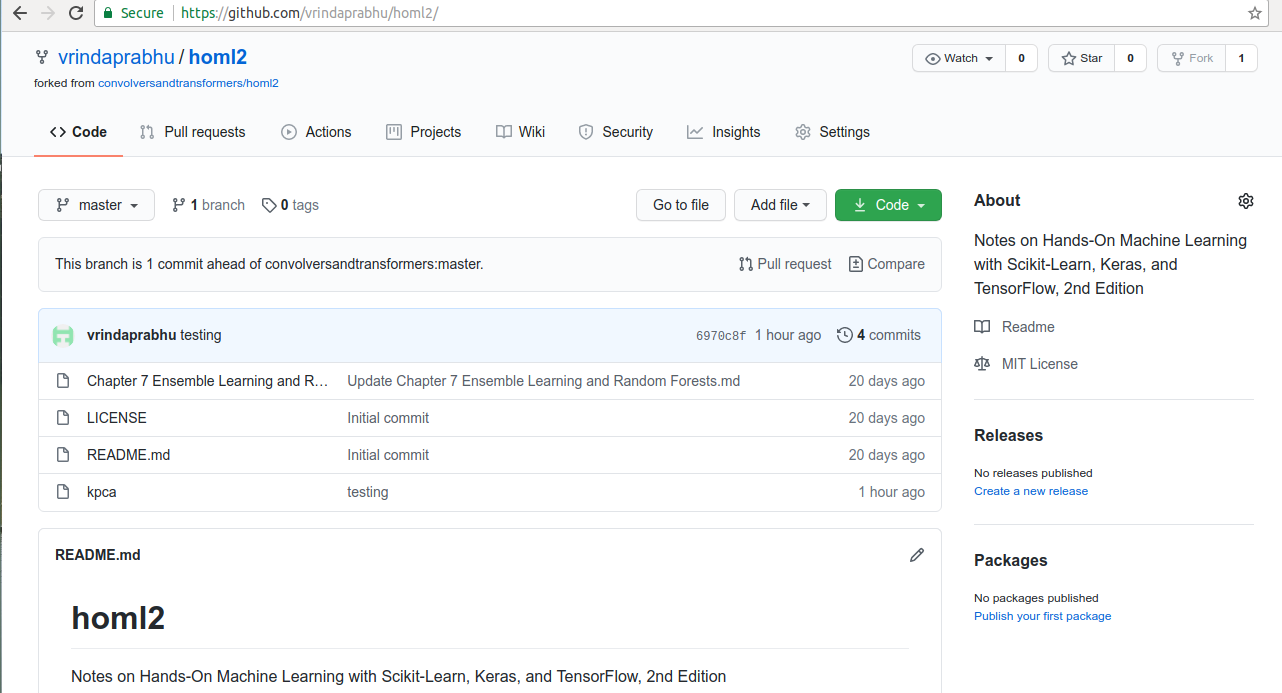 Secure https://github.com/vrindaprabhu/homl2/
vrindaprabhu / homl2 Watch 0 Star 0 Fork 1
forked from convolversandtransformers/homl2
Code Pull requests Actions Projects Wiki Security Insights Settings
master 1 branch 0 tags Go to file Add file Code
This branch is 1 commit ahead of convolversandtransformers:master. Pull request Compare
vrindaprabhu testing 6970c8f 1 hour ago 4 commits
Chapter 7 Ensemble Learning and R... Update Chapter 7 Ensemble Learning and Random Forests.md 20 days ago
LICENSE Initial commit 20 days ago
README.md Initial commit 20 days ago
kpca testing 1 hour ago
README.md
homl2
Notes on Hands-On Machine Learning with Scikit-Learn, Keras, and TensorFlow, 2nd Edition
About
Notes on Hands-On Machine Learning
with Scikit-Learn, Keras, and
TensorFlow, 2nd Edition
Readme
MIT License
Releases
No releases published
Create a new release
Packages
No packages published
Publish your first package